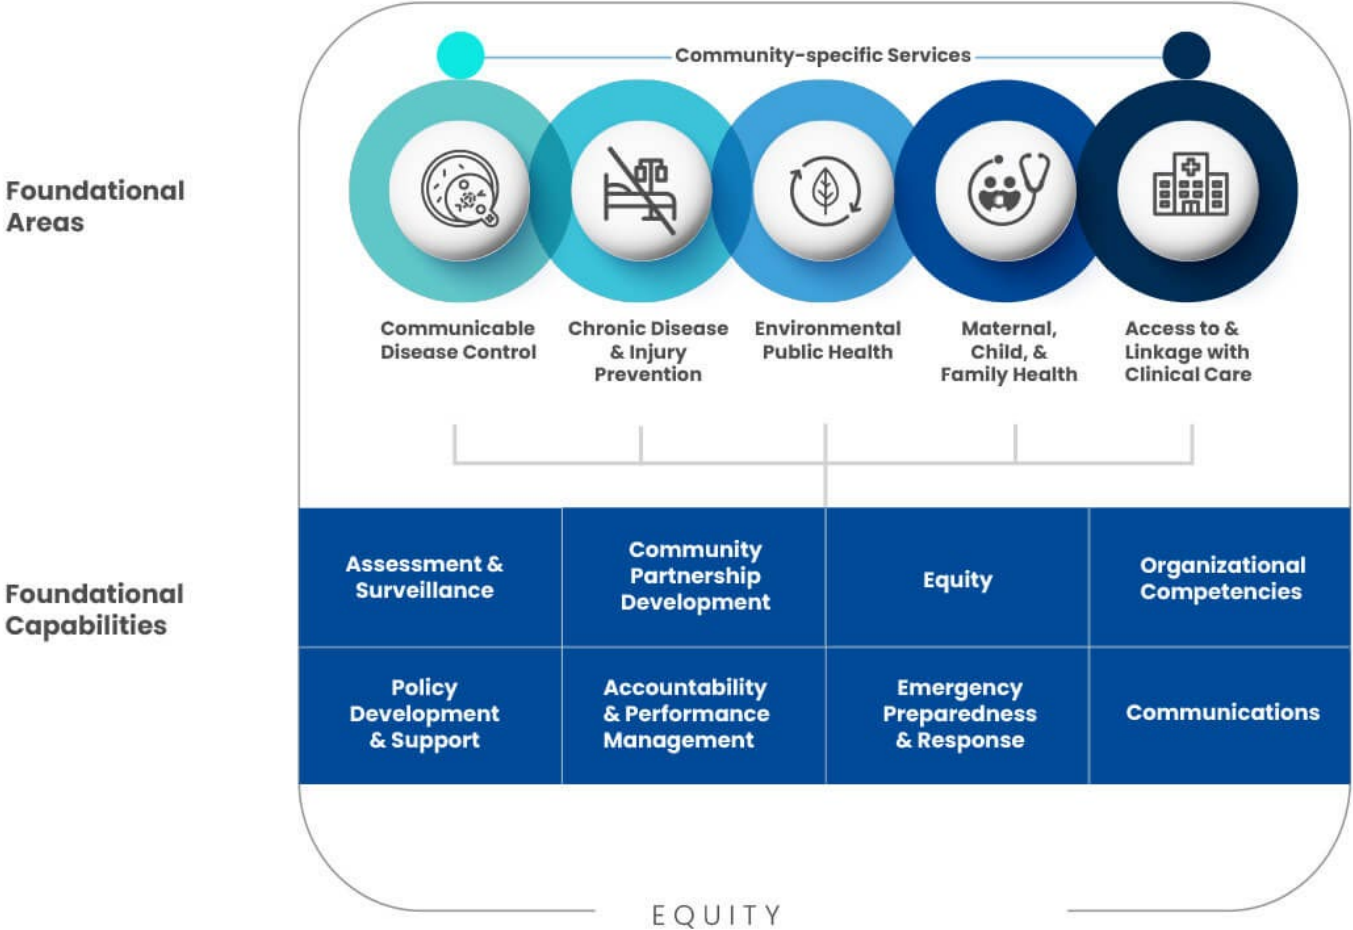 Community-specific Services
Foundational
Areas
Communicable
Disease Control
Chronic Disease
& Injury
Prevention
Environmental
Public Health
Maternal,
Child, &
Family Health
Access to &
Linkage with
Clinical Care
Foundational
Capabilities
Assessment &
Surveillance
Community
Partnership
Development
Equity
Organizational
Competencies
Policy
Development
& Support
Accountability
& Performance
Management
Emergency
Preparedness
& Response
Communications
EQUITY